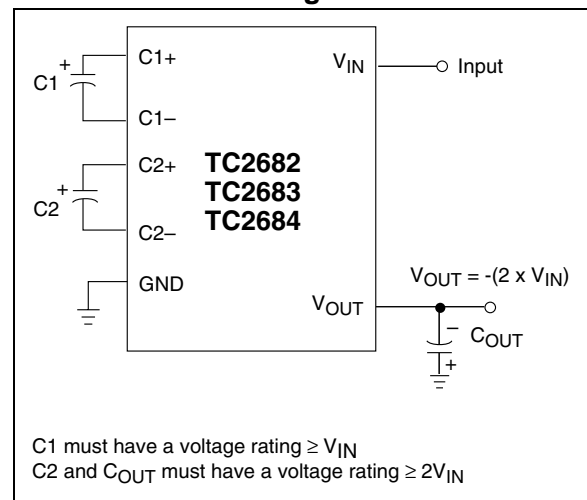 C1
+
C1+
C1–
C2
+
C2+
C2–
GND
TC2682
TC2683
TC2684
VIN
Input
VOUT
VOUT = -(2 x VIN)
–
COUT
+
C1 must have a voltage rating ≥ VIN
C2 and COUT must have a voltage rating ≥ 2VIN